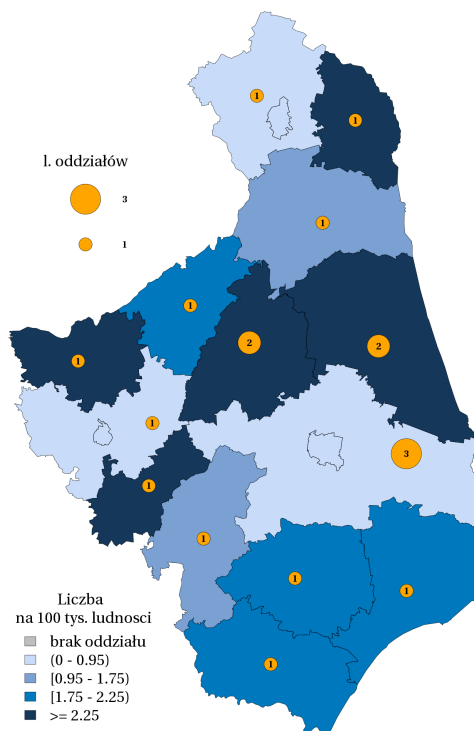 1
1
l. oddziałów
3
1
1
1
1
2
2
1
3
1
1
1
1
1
Liczba
na 100 tys. ludnosci
brak oddziału
(0 - 0.95)
[0.95 - 1.75)
[1.75 - 2.25)
>= 2.25